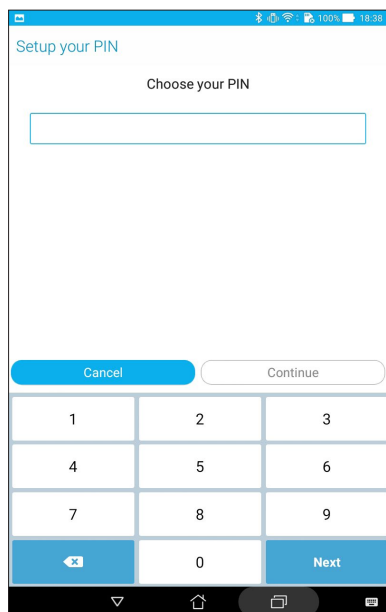 100% 18:38
Setup your PIN
Choose your PIN
Cancel Continue
1 2 3
4 5 6
7 8 9
0 Next